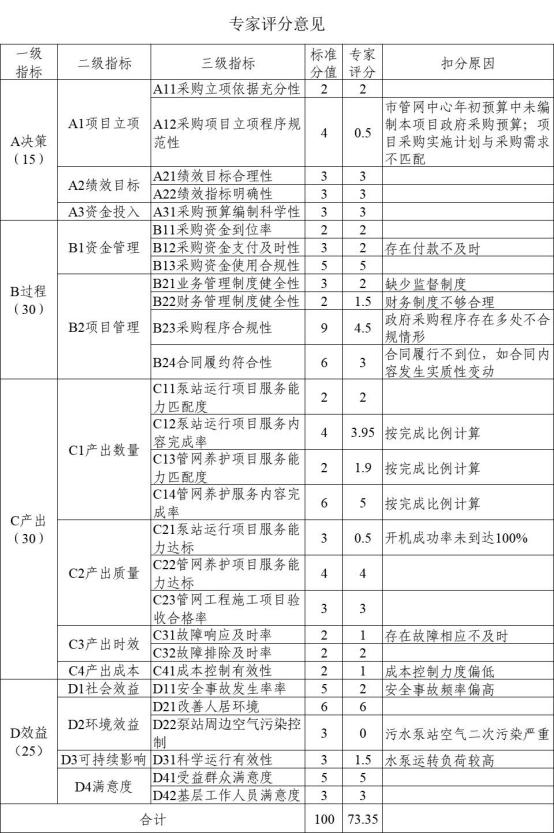 专家评分意见
一级
指标
二级指标
三级指标
标准
分值
专家
评分
扣分原因
A决策
（15）
A1项目立项
A11采购立项依据充分性
2
2
A12采购项目立项程序规
范性
4
0.5
市管网中心年初预算中未编
制本项目政府采购预算；项
目采购实施计划与采购需求
不匹配
A2绩效目标
A21绩效目标合理性
3
3
A22绩效指标明确性
3
3
A3资金投入
A31采购预算编制科学性
3
3
B过程
（30）
B1资金管理
B11采购资金到位率
2
2
B12采购资金支付及时性
3
2
存在付款不及时
B13采购资金使用合规性
5
5
B2项目管理
B21业务管理制度健全性
3
2
缺少监督制度
B22财务管理制度健全性
2
1.5
财务制度不够合理
B23采购程序合规性
9
4.5
政府采购程序存在多处不合
规情形
B24合同履约符合性
6
3
合同履行不到位，如合同内
容发生实质性变动
C产出
（30）
C1产出数量
C11泵站运行项目服务能
力匹配度
2
2
C12泵站运行项目服务内
容完成率
4
3.95
按完成比例计算
C13管网养护项目服务能
力匹配度
2
1.9
按完成比例计算
C14管网养护服务内容完
成率
6
5
按完成比例计算
C2产出质量
C21泵站运行项目服务能
力达标
3
0.5
开机成功率未到达100%
C22管网养护项目服务能
力达标
4
4
C23管网工程施工项目验
收合格率
3
3
C3产出时效
C31故障响应及时率
2
1
存在故障相应不及时
C32故障排除及时率
2
2
C4产出成本
C41成本控制有效性
2
1
成本控制力度偏低
D效益
（25）
D1社会效益
D11安全事故发生率率
5
2
安全事故频率偏高
D2环境效益
D21改善人居环境
6
6
D22泵站周边空气污染控
制
3
0
污水泵站空气二次污染严重
D3可持续影响
D31科学运行有效性
3
1.5
水泵运转负荷较高
D4满意度
D41受益群众满意度
5
5
D42基层工作人员满意度
3
3
合计
100
73.35